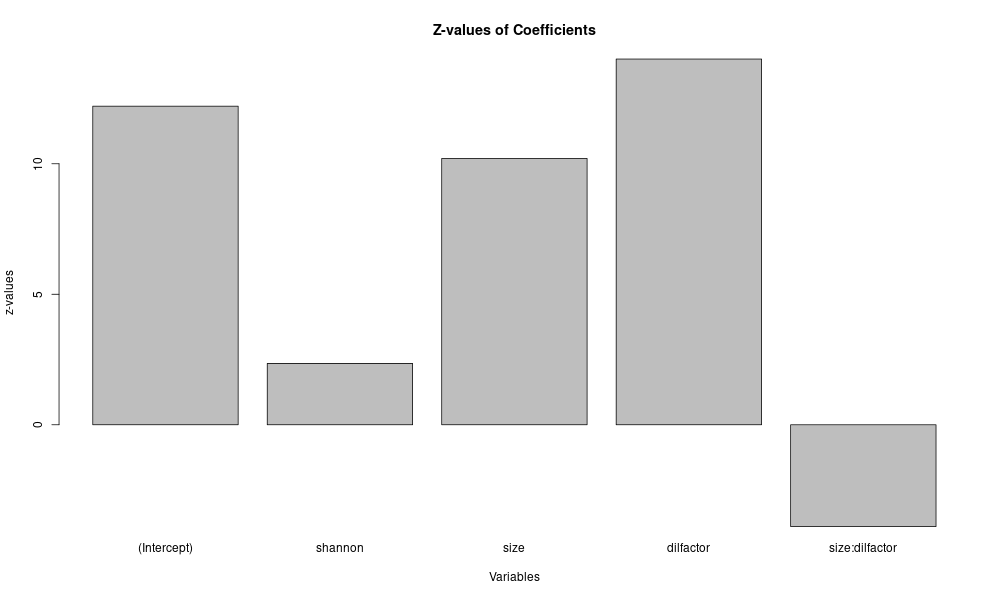 Z-values of Coefficients
z-values
10
5
0
(Intercept)
shannon
size
dilfactor
size:dilfactor
Variables